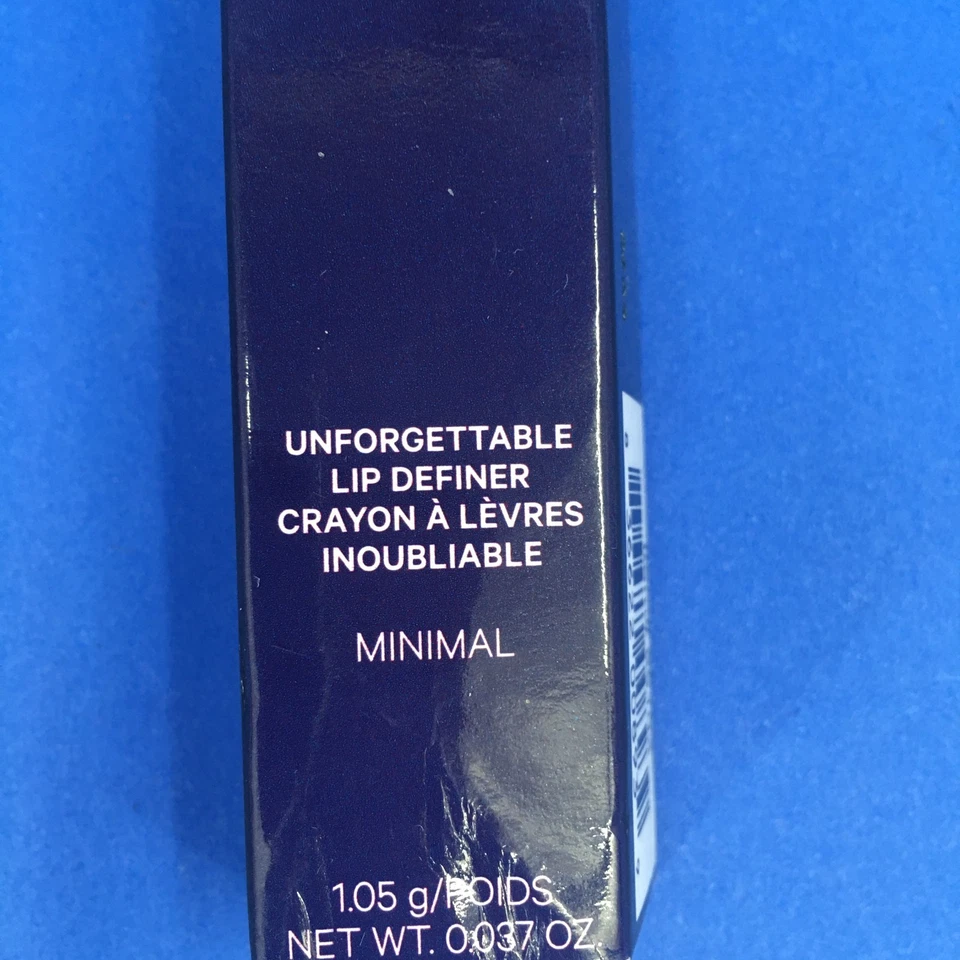 UNFORGETTABLE
LIP DEFINER
CRAYON À LÈVRES
INOUBLIABLE
MINIMAL
1.05 g/POIDS
NET WT. 0.037 OZ.